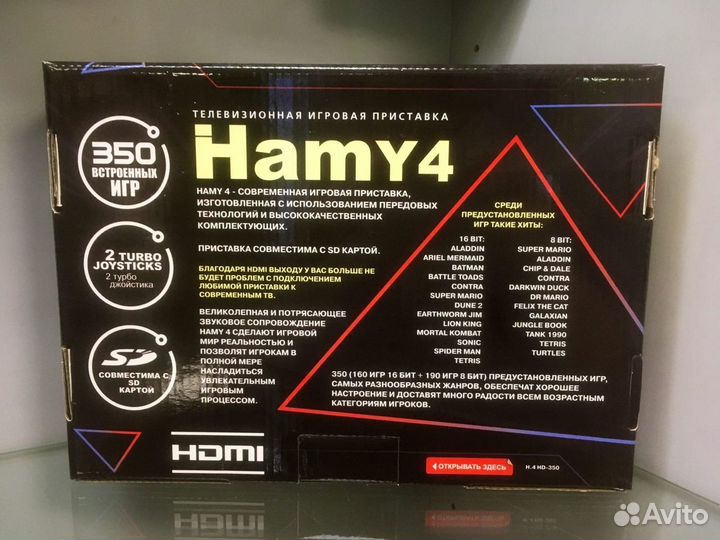 ТЕЛЕВИЗИОННАЯ ИГРОВАЯ ПРИСТАВКА
HamY4
350
ВСТРОЕННЫХ
ИГР
2 TURBO
JOYSTICKS
2 турбо
джойстика
SD
СОВМЕСТИМА С
SD
КАРТОЙ
HAMY 4 - СОВРЕМЕННАЯ ИГРОВАЯ ПРИСТАВКА,
ИЗГОТОВЛЕННАЯ С ИСПОЛЬЗОВАНИЕМ ПЕРЕДОВЫХ
ТЕХНОЛОГИЙ И ВЫСОКОКАЧЕСТВЕННЫХ
КОМПЛЕКТУЮЩИХ.
ПРИСТАВКА СОВМЕСТИМА С SD КАРТОЙ.
БЛАГОДАРЯ HDMI ВЫХОДУ У ВАС БОЛЬШЕ НЕ
БУДЕТ ПРОБЛЕМ С ПОДКЛЮЧЕНИЕМ
ЛЮБИМОЙ ПРИСТАВКИ К
СОВРЕМЕННЫМ ТВ.
ВЕЛИКОЛЕПНАЯ И ПОТРЯСАЮЩЕЕ
ЗВУКОВОЕ СОПРОВОЖДЕНИЕ
HAMY 4 СДЕЛАЮТ ИГРОВОЙ
МИР РЕАЛЬНОСТЬЮ И
ПОЗВОЛЯТ ИГРОКАМ В
ПОЛНОЙ МЕРЕ
НАСЛАДИТЬСЯ
УВЛЕКАТЕЛЬНЫМ
ИГРОВЫМ
ПРОЦЕССОМ.
СРЕДИ
ПРЕДУСТАНОВЛЕННЫХ
ИГР ТАКИЕ ХИТЫ:
16 BIT:
ALADDIN
ARIEL MERMAID
BATMAN
BATTLE TOADS
CONTRA
SUPER MARIO
DUNE 2
EARTHWORM JIM
LION KING
MORTAL KOMBAT
SONIC
SPIDER MAN
TETRIS
8 BIT:
SUPER MARIO
ALADDIN
CHIP & DALE
CONTRA
DARKWIN DUCK
DR MARIO
FELIX THE CAT
GALAXIAN
JUNGLE BOOK
TANK 1990
TETRIS
TURTLES
350 (160 ИГР 16 БИТ + 190 ИГР 8 БИТ) ПРЕДУСТАНОВЛЕННЫХ ИГР,
САМЫХ РАЗНООБРАЗНЫХ ЖАНРОВ, ОБЕСПЕЧАТ ХОРОШЕЕ
НАСТРОЕНИЕ И ДОСТАВЯТ МНОГО РАДОСТИ ВСЕМ ВОЗРАСТНЫМ
КАТЕГОРИЯМ ИГРОКОВ.
HDMI
ОТКРЫВАТЬ ЗДЕСЬ
H.4 HD-350
Avito